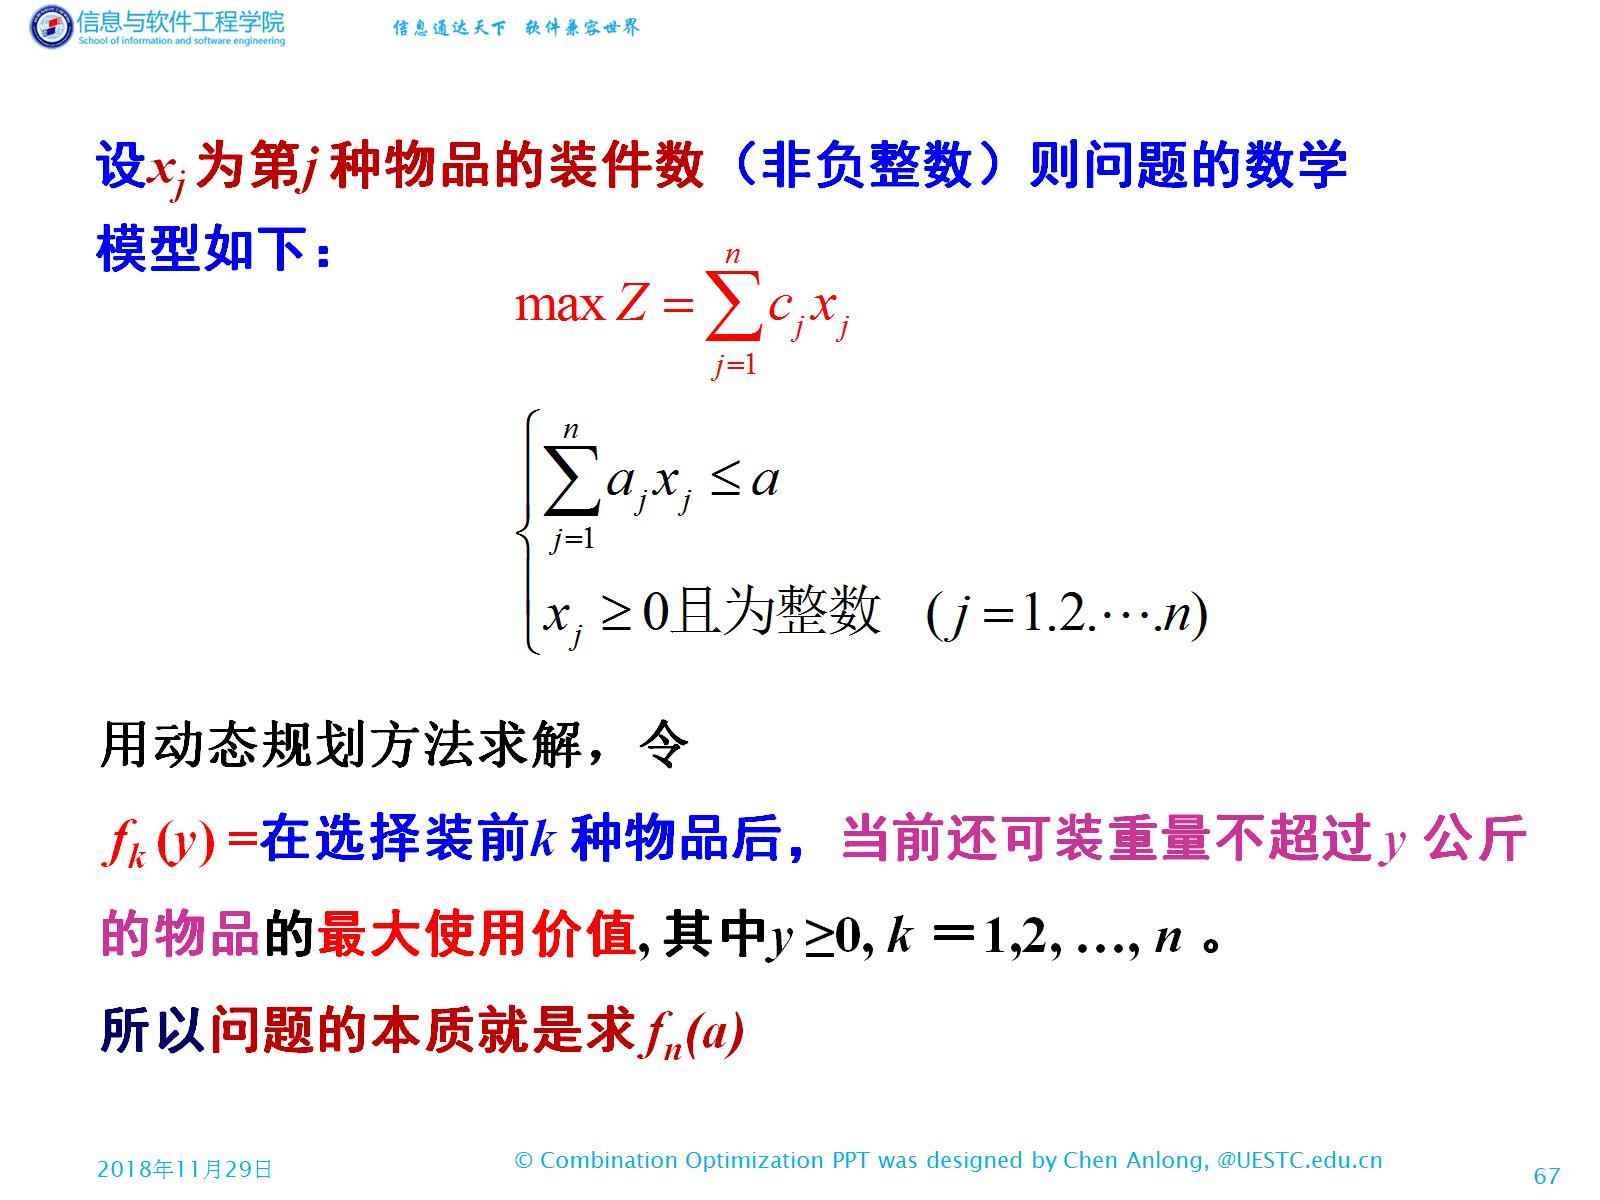 信息与软件工程学院
School of information and software engineering
信息通达天下 软件兼容世界
设xⱼ为第j种物品的装件数（非负整数）则问题的数学
模型如下：
max Z = ∑_{j=1}^{n} cⱼxⱼ
∑_{j=1}^{n} aⱼxⱼ ≤ a
xⱼ ≥ 0且为整数 (j = 1.2.⋯.n)
用动态规划方法求解，令
fₖ(y) =在选择装前k 种物品后，当前还可装重量不超过y 公斤
的物品的最大使用价值, 其中y ≥0, k ＝1,2, …, n 。
所以问题的本质就是求fₙ(a)
2018年11月29日
© Combination Optimization PPT was designed by Chen Anlong, @UESTC.edu.cn
67